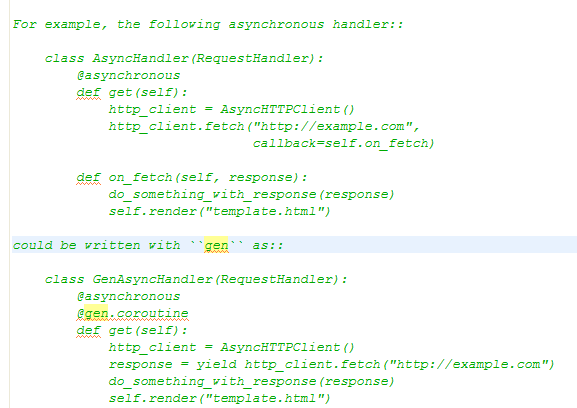 For example, the following asynchronous handler::
class AsyncHandler(RequestHandler):
@asynchronous
def get(self):
http_client = AsyncHTTPClient()
http_client.fetch("http://example.com",
callback=self.on_fetch)
def on_fetch(self, response):
do_something_with_response(response)
self.render("template.html")
could be written with ``gen`` as::
class GenAsyncHandler(RequestHandler):
@asynchronous
@gen.coroutine
def get(self):
http_client = AsyncHTTPClient()
response = yield http_client.fetch("http://example.com")
do_something_with_response(response)
self.render("template.html")